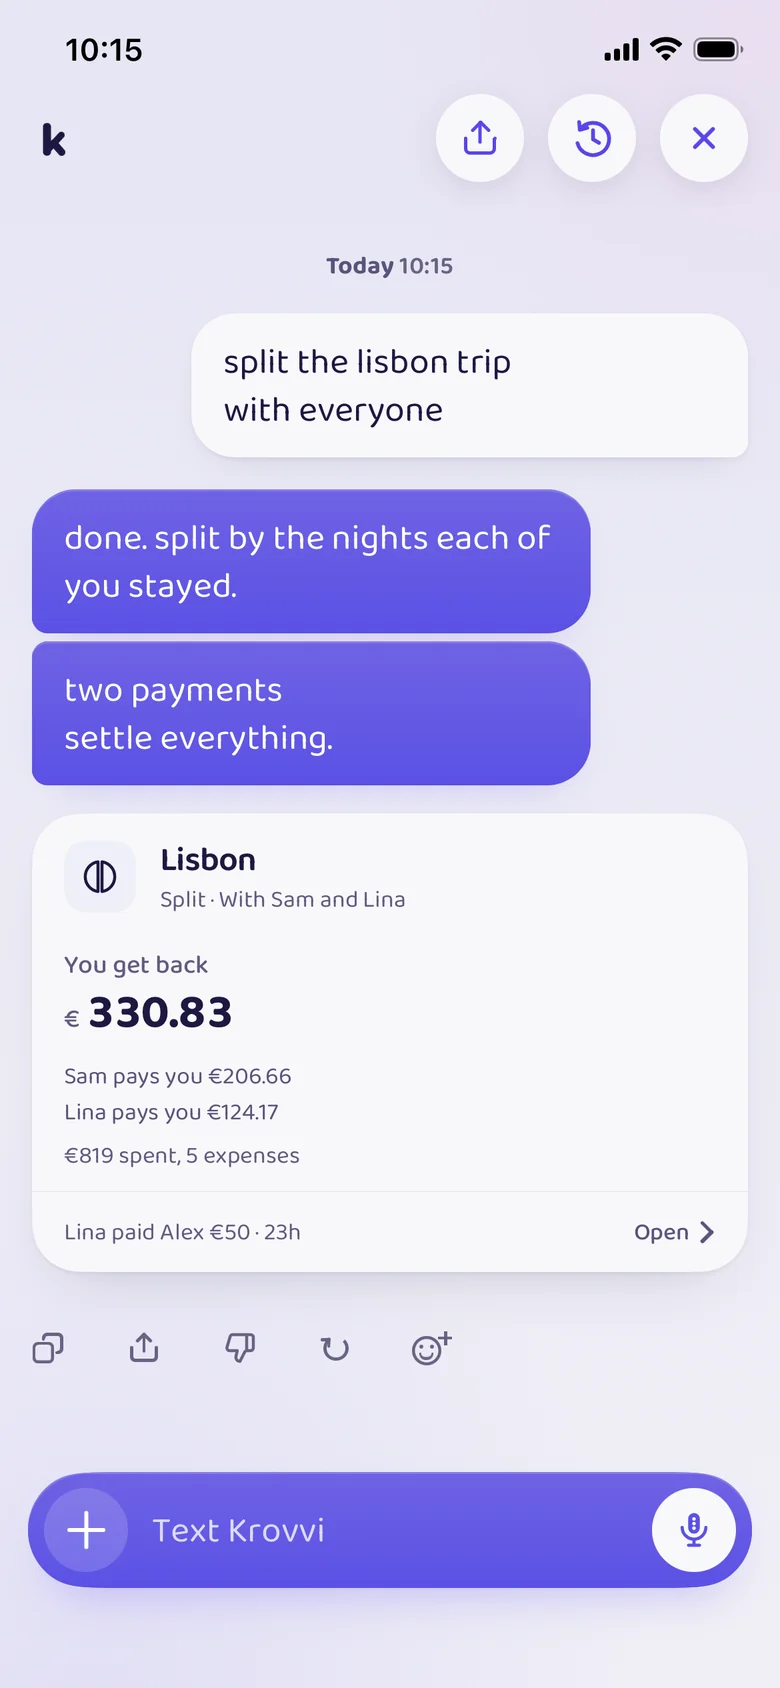 10:15
k
Today 10:15
split the lisbon trip
with everyone
done. split by the nights each of
you stayed.
two payments
settle everything.
Lisbon
Split · With Sam and Lina
You get back
€ 330.83
Sam pays you €206.66
Lina pays you €124.17
€819 spent, 5 expenses
Lina paid Alex €50 · 23h
Open
Text Krovvi